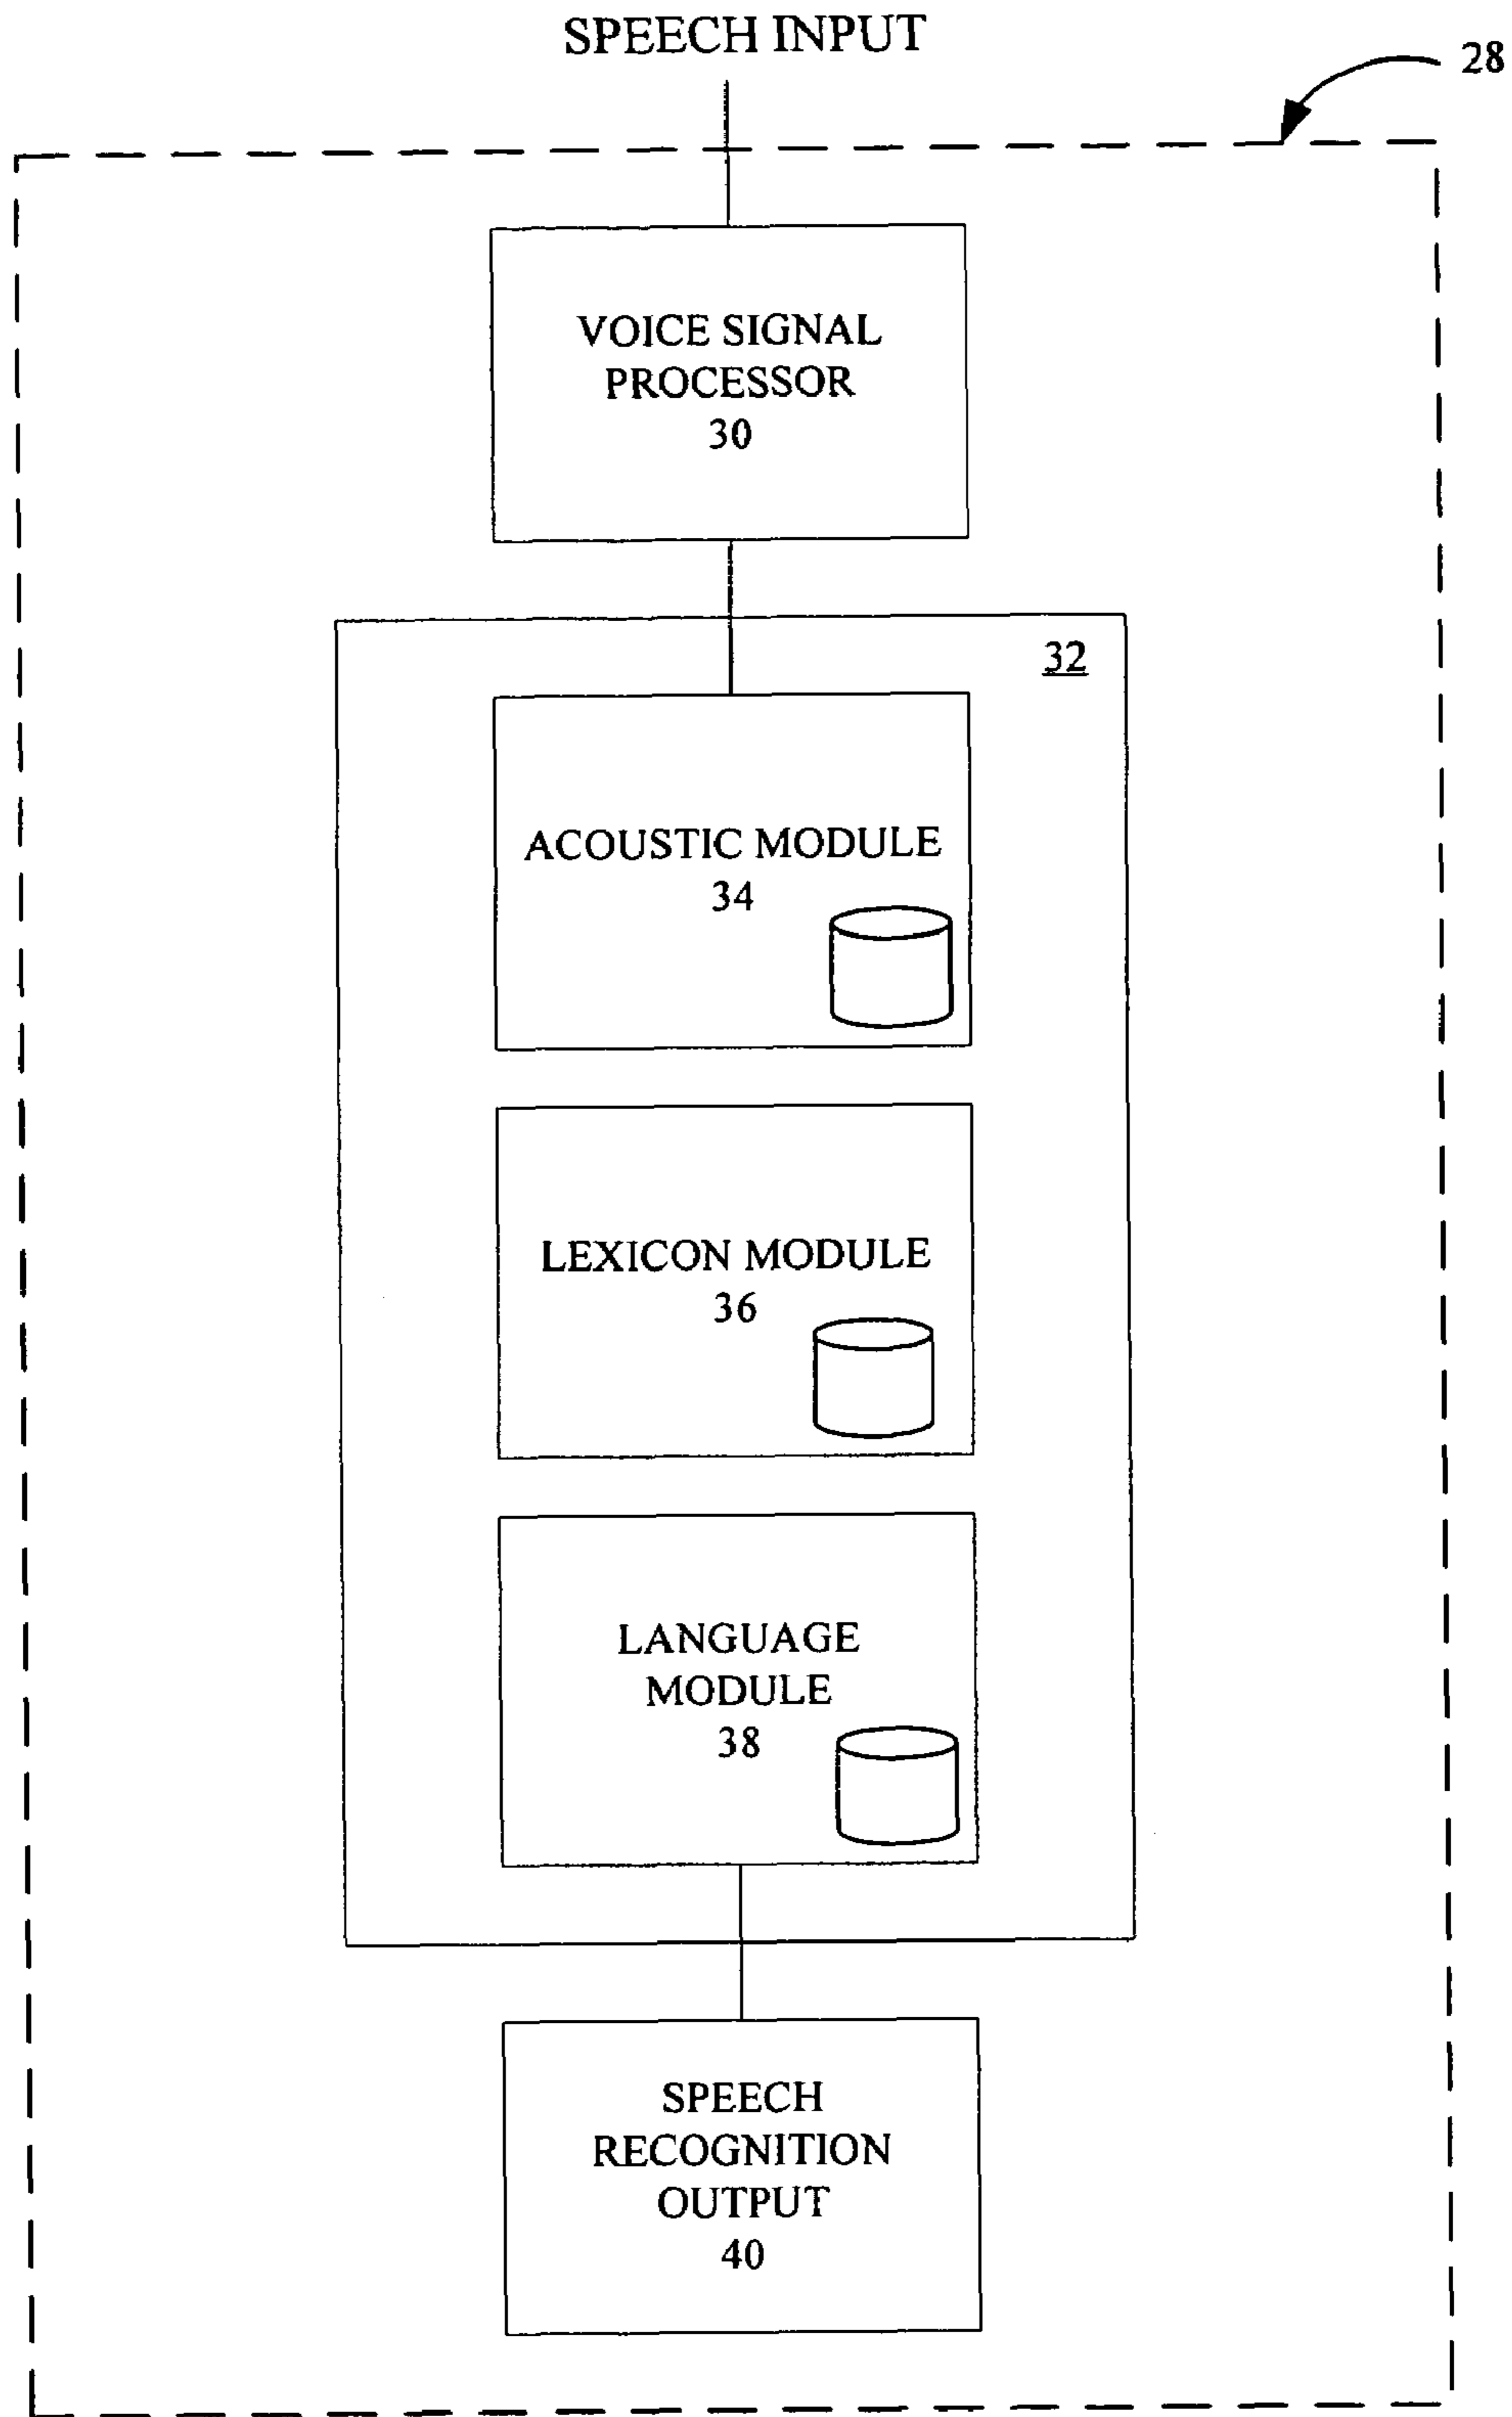 SPEECH INPUT
28
VOICE SIGNAL
PROCESSOR
30
32
ACOUSTIC MODULE
34
LEXICON MODULE
36
LANGUAGE
MODULE
38
SPEECH
RECOGNITION
OUTPUT
40